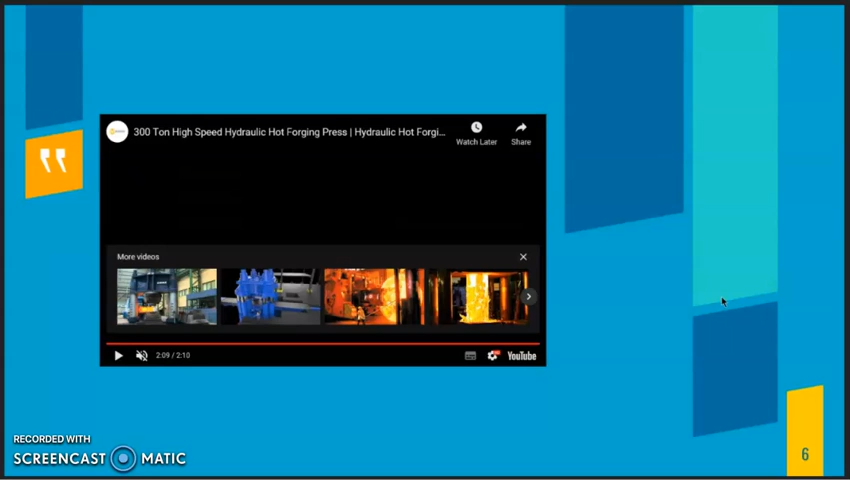 300 Ton High Speed Hydraulic Hot Forging Press | Hydraulic Hot Forgi...
Watch Later
Share
More videos
2:09 / 2:10
YouTube
RECORDED WITH
SCREENCAST MATIC
6